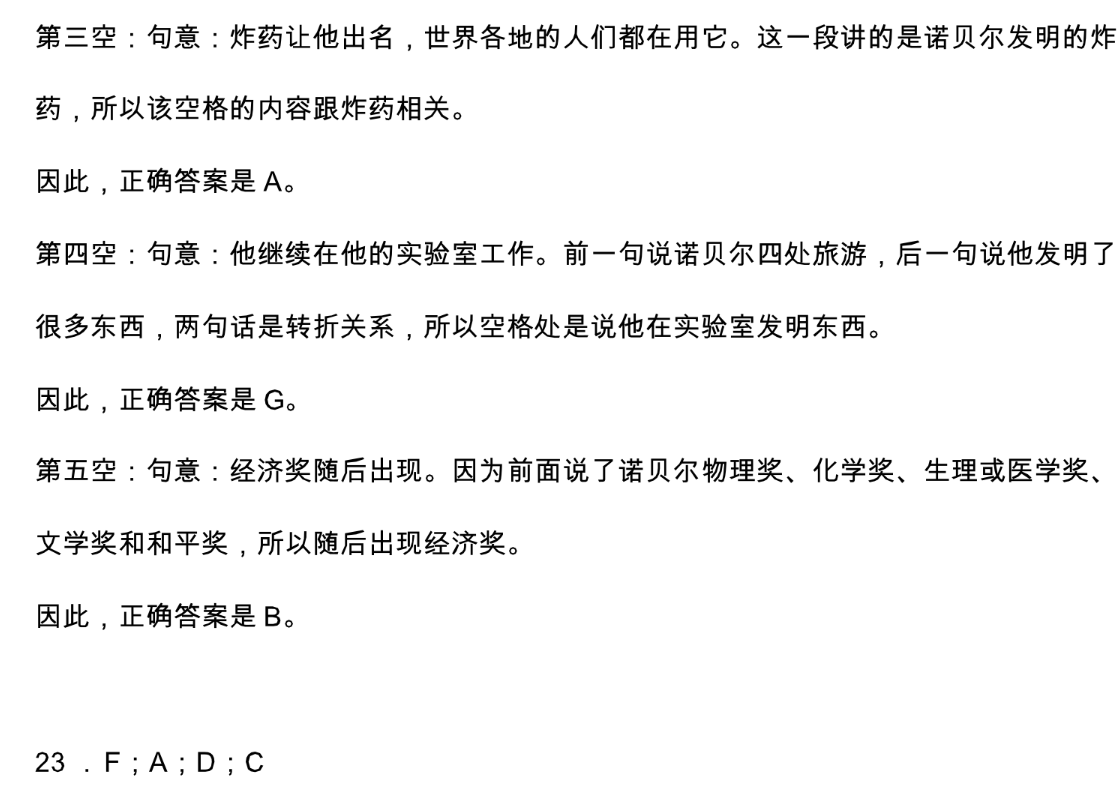 第三空：句意：炸药让他出名，世界各地的人们都在用它。这一段讲的是诺贝尔发明的炸
药，所以该空格的内容跟炸药相关。
因此，正确答案是 A。
第四空：句意：他继续在他的实验室工作。前一句说诺贝尔四处旅游，后一句说他发明了
很多东西，两句话是转折关系，所以空格处是说他在实验室发明东西。
因此，正确答案是 G。
第五空：句意：经济奖随后出现。因为前面说了诺贝尔物理奖、化学奖、生理或医学奖、
文学奖和和平奖，所以随后出现经济奖。
因此，正确答案是 B。
23 ．F；A；D；C